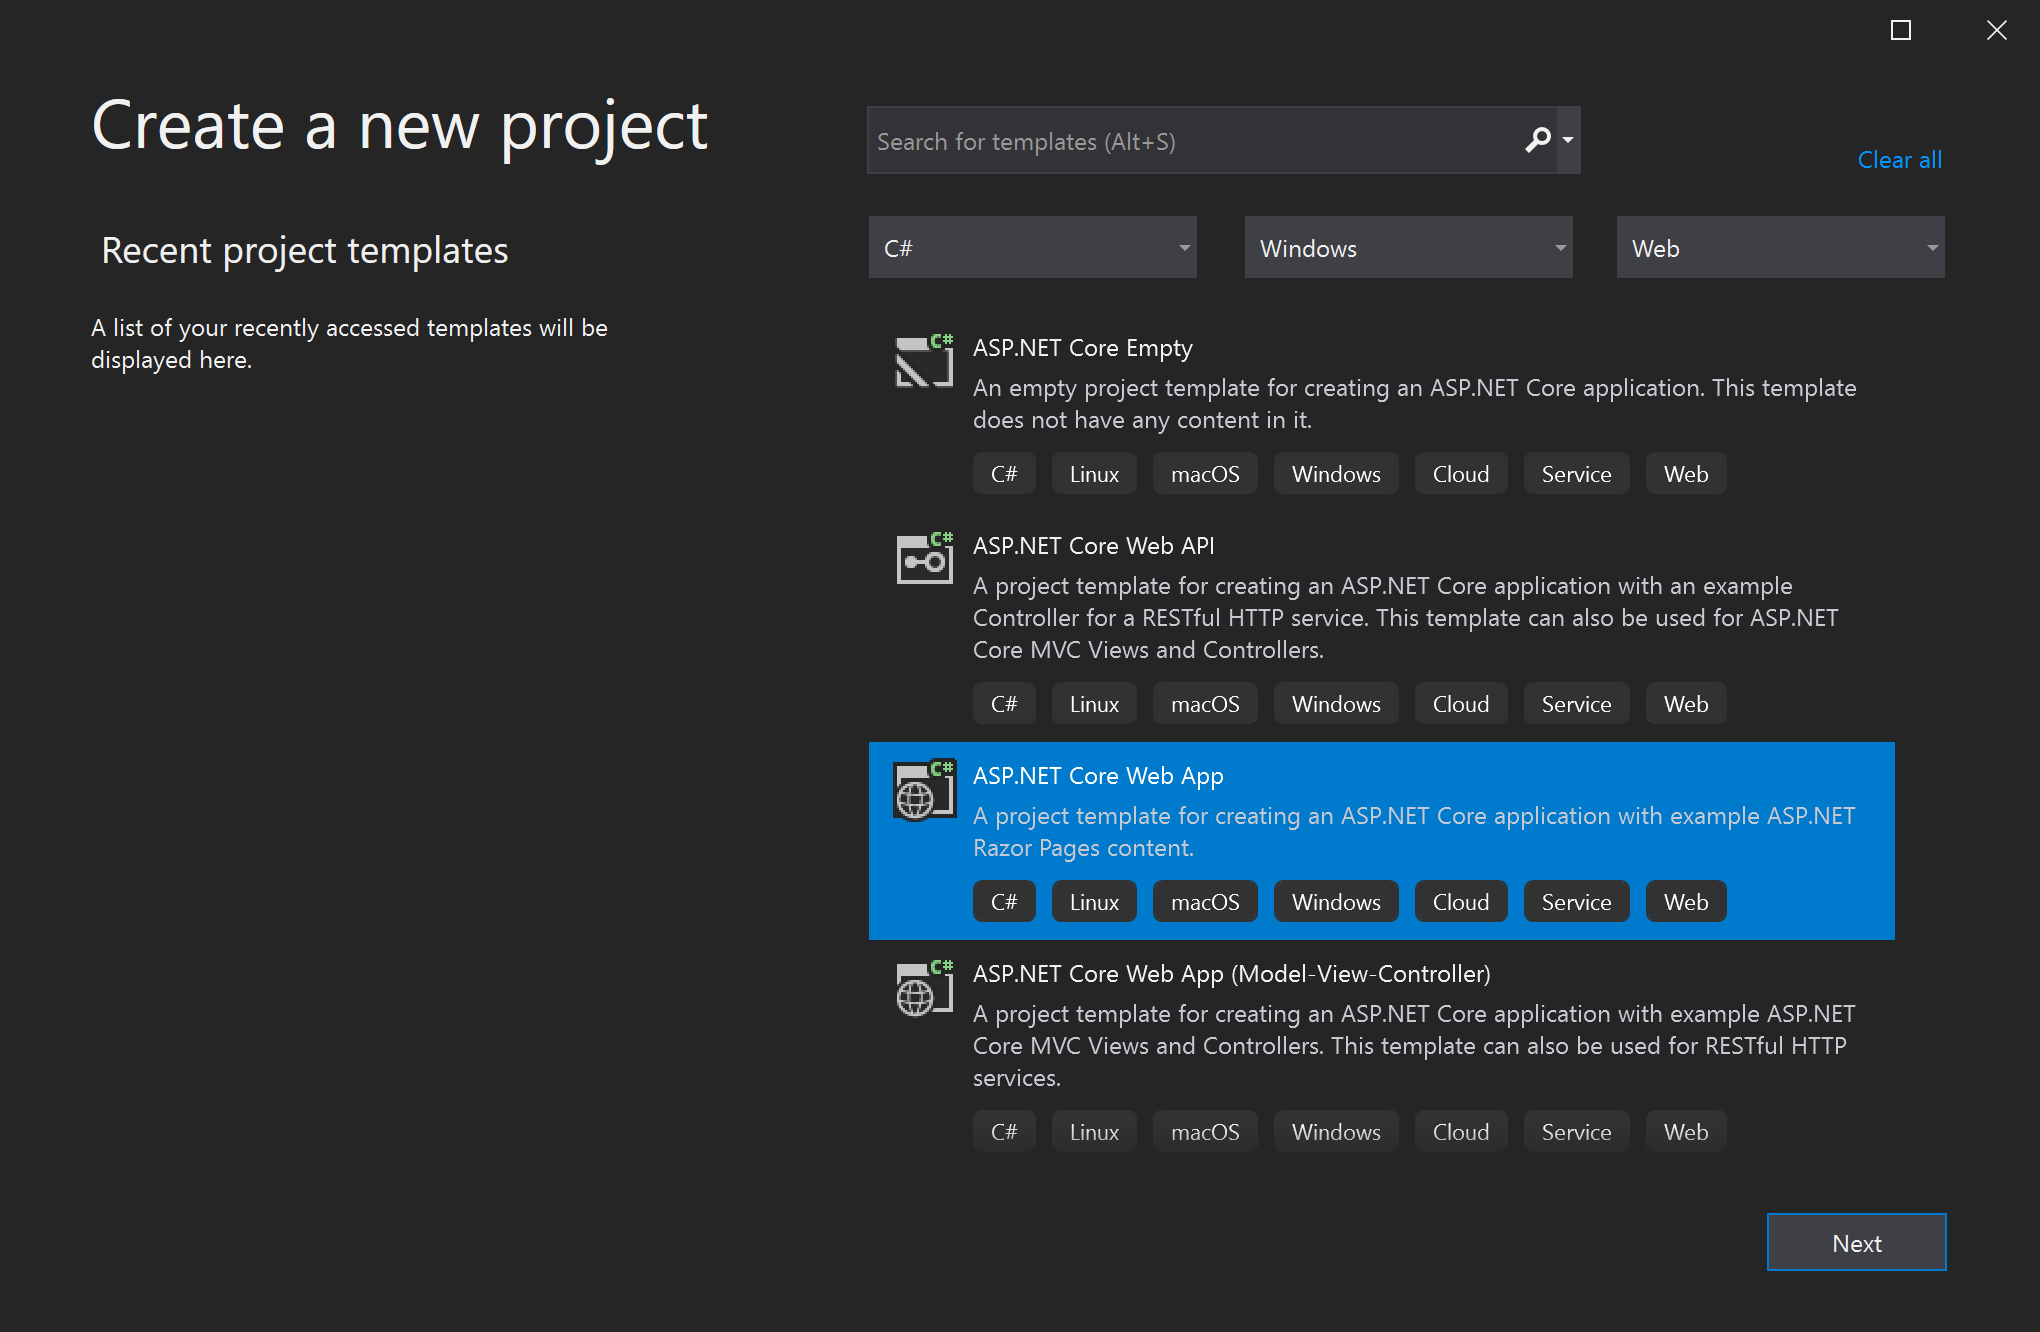 Create a new project
Search for templates (Alt+S)
Clear all
Recent project templates
C#
Windows
Web
A list of your recently accessed templates will be
displayed here.
C#
ASP.NET Core Empty
An empty project template for creating an ASP.NET Core application. This template
does not have any content in it.
C# Linux macOS Windows Cloud Service Web
C#
ASP.NET Core Web API
A project template for creating an ASP.NET Core application with an example
Controller for a RESTful HTTP service. This template can also be used for ASP.NET
Core MVC Views and Controllers.
C# Linux macOS Windows Cloud Service Web
C#
ASP.NET Core Web App
A project template for creating an ASP.NET Core application with example ASP.NET
Razor Pages content.
C# Linux macOS Windows Cloud Service Web
C#
ASP.NET Core Web App (Model-View-Controller)
A project template for creating an ASP.NET Core application with example ASP.NET
Core MVC Views and Controllers. This template can also be used for RESTful HTTP
services.
C# Linux macOS Windows Cloud Service Web
Next